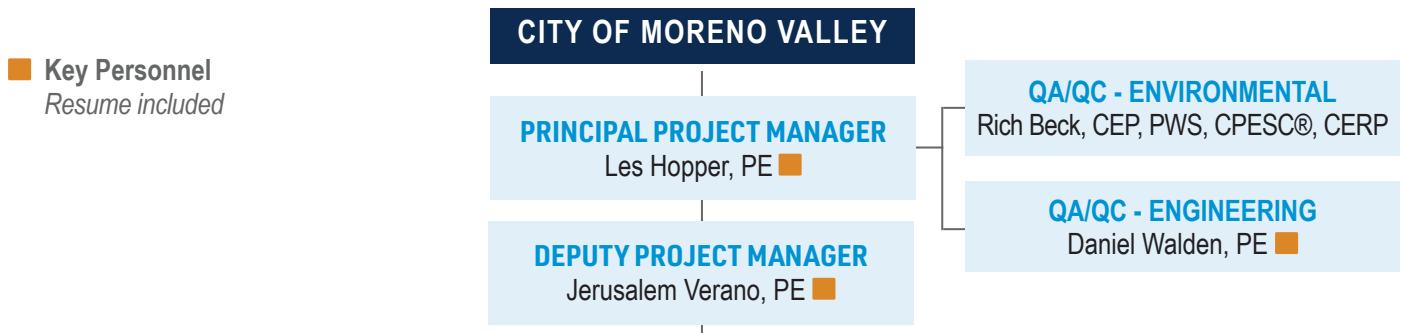 CITY OF MORENO VALLEY
Key Personnel
Resume included
PRINCIPAL PROJECT MANAGER
Les Hopper, PE
QA/QC - ENVIRONMENTAL
Rich Beck, CEP, PWS, CPESC®, CERP
QA/QC - ENGINEERING
Daniel Walden, PE
DEPUTY PROJECT MANAGER
Jerusalem Verano, PE